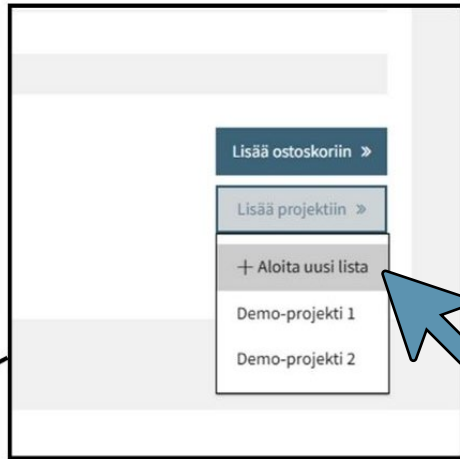 Lisää ostoskoriin »
Lisää projektiin »
+ Aloita uusi lista
Demo-projekti 1
Demo-projekti 2